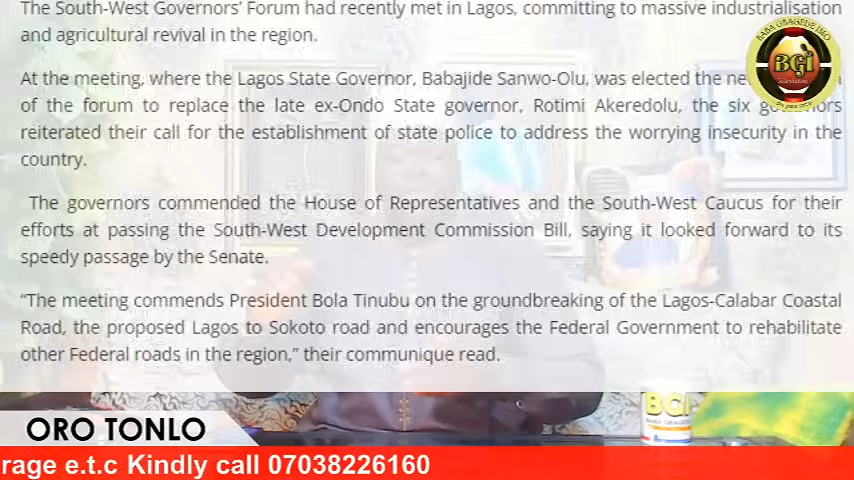 The South-West Governors' Forum had recently met in Lagos, committing to massive industrialisation
and agricultural revival in the region.
At the meeting, where the Lagos State Governor, Babajide Sanwo-Olu, was elected the
of the forum to replace the late ex-Ondo State governor, Rotimi Akeredolu, the six governors
reiterated their call for the establishment of state police to address the worrying insecurity in the
country.
The governors commended the House of Representatives and the South-West Caucus for their
efforts at passing the South-West Development Commission Bill, saying it looked forward to its
speedy passage by the Senate.
“The meeting commends President Bola Tinubu on the groundbreaking of the Lagos-Calabar Coastal
Road, the proposed Lagos to Sokoto road and encourages the Federal Government to rehabilitate
other Federal roads in the region,” their communique read.
BABA GBAGEDE IMO
BGI
BGI
ORO TONLO
rage e.t.c Kindly call 07038226160